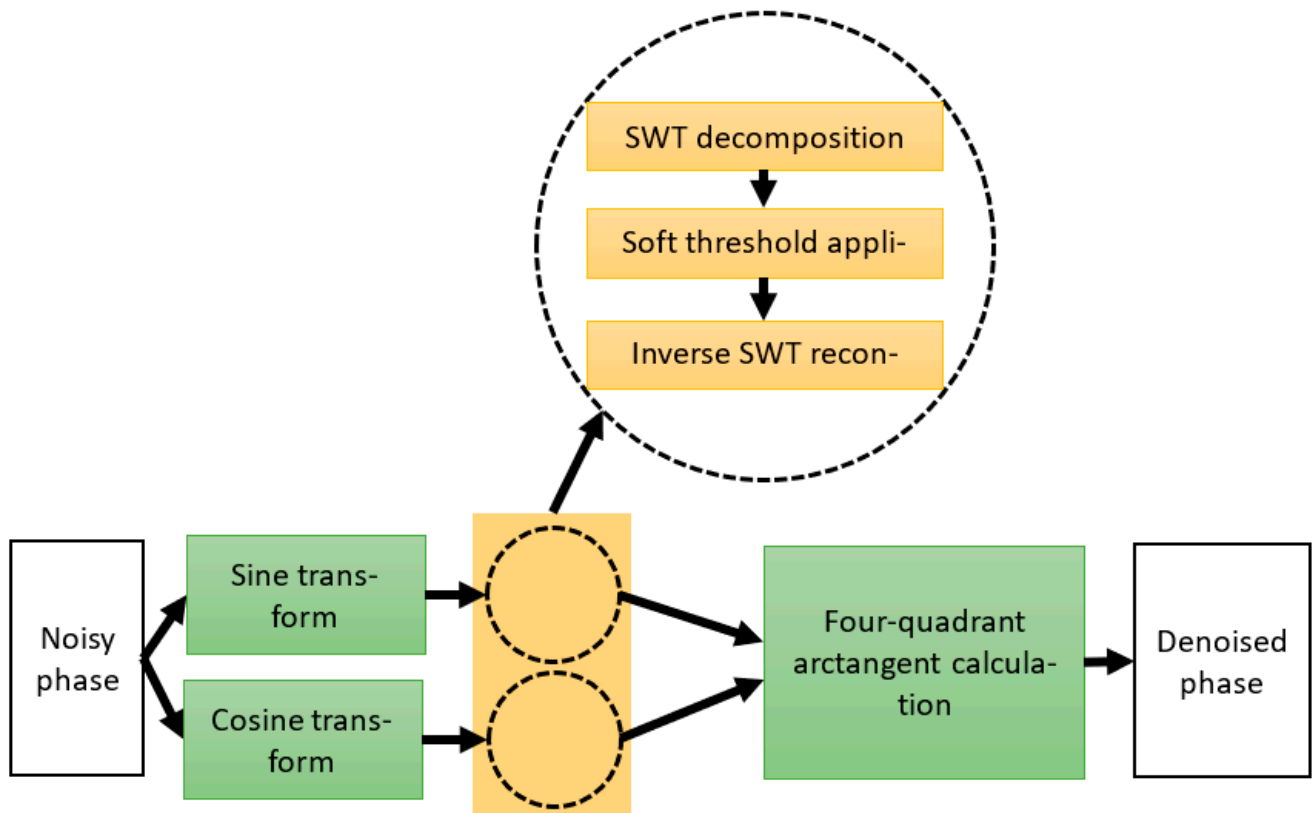 SWT decomposition
Soft threshold appli-
Inverse SWT recon-
Noisy
phase
Sine trans-
form
Cosine trans-
form
Four-quadrant
arctangent calcula-
tion
Denoised
phase